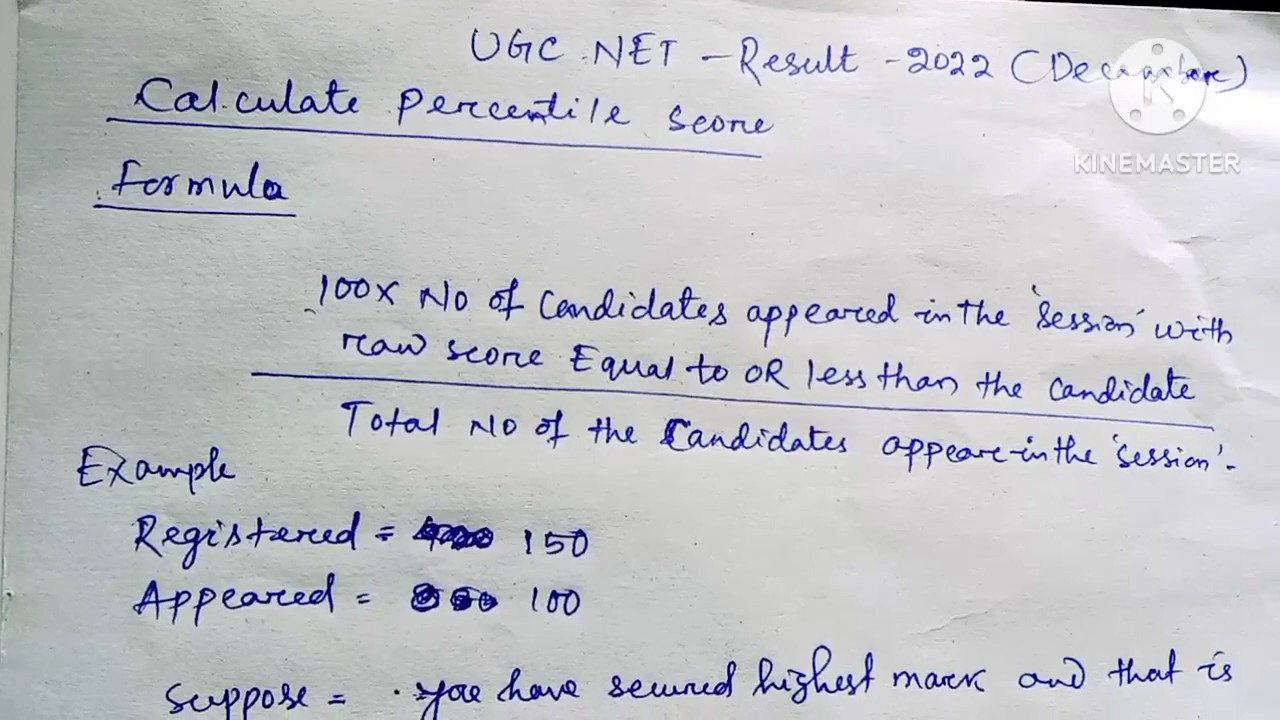 UGC NET - Result - 2022 (December)
Calculate Percentile score
Formula
100x No of Candidates appeared in the 'Session' with
raw score Equal to OR less than the candidate
Total No of the Candidates appeare in the 'session'.
Example
Registered = 150
Appeared = 100
Suppose = you have secured highest mark and that is
KINEMASTER